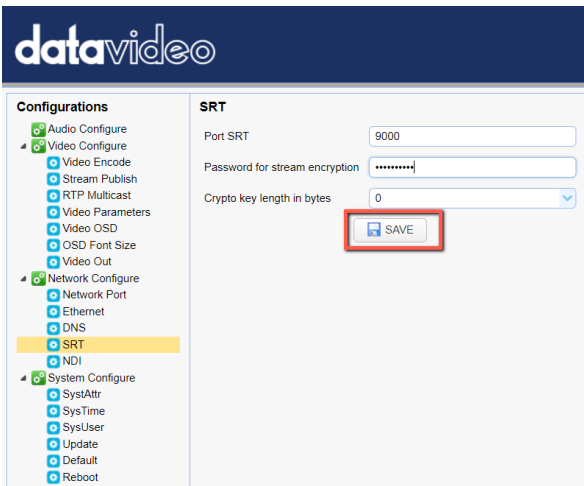 datavideo
Configurations
Audio Configure
Video Configure
Video Encode
Stream Publish
RTP Multicast
Video Parameters
Video OSD
OSD Font Size
Video Out
Network Configure
Network Port
Ethernet
DNS
SRT
NDI
System Configure
SystAttr
SysTime
SysUser
Update
Default
Reboot
SRT
Port SRT 9000
Password for stream encryption ••••••••••
Crypto key length in bytes 0
SAVE